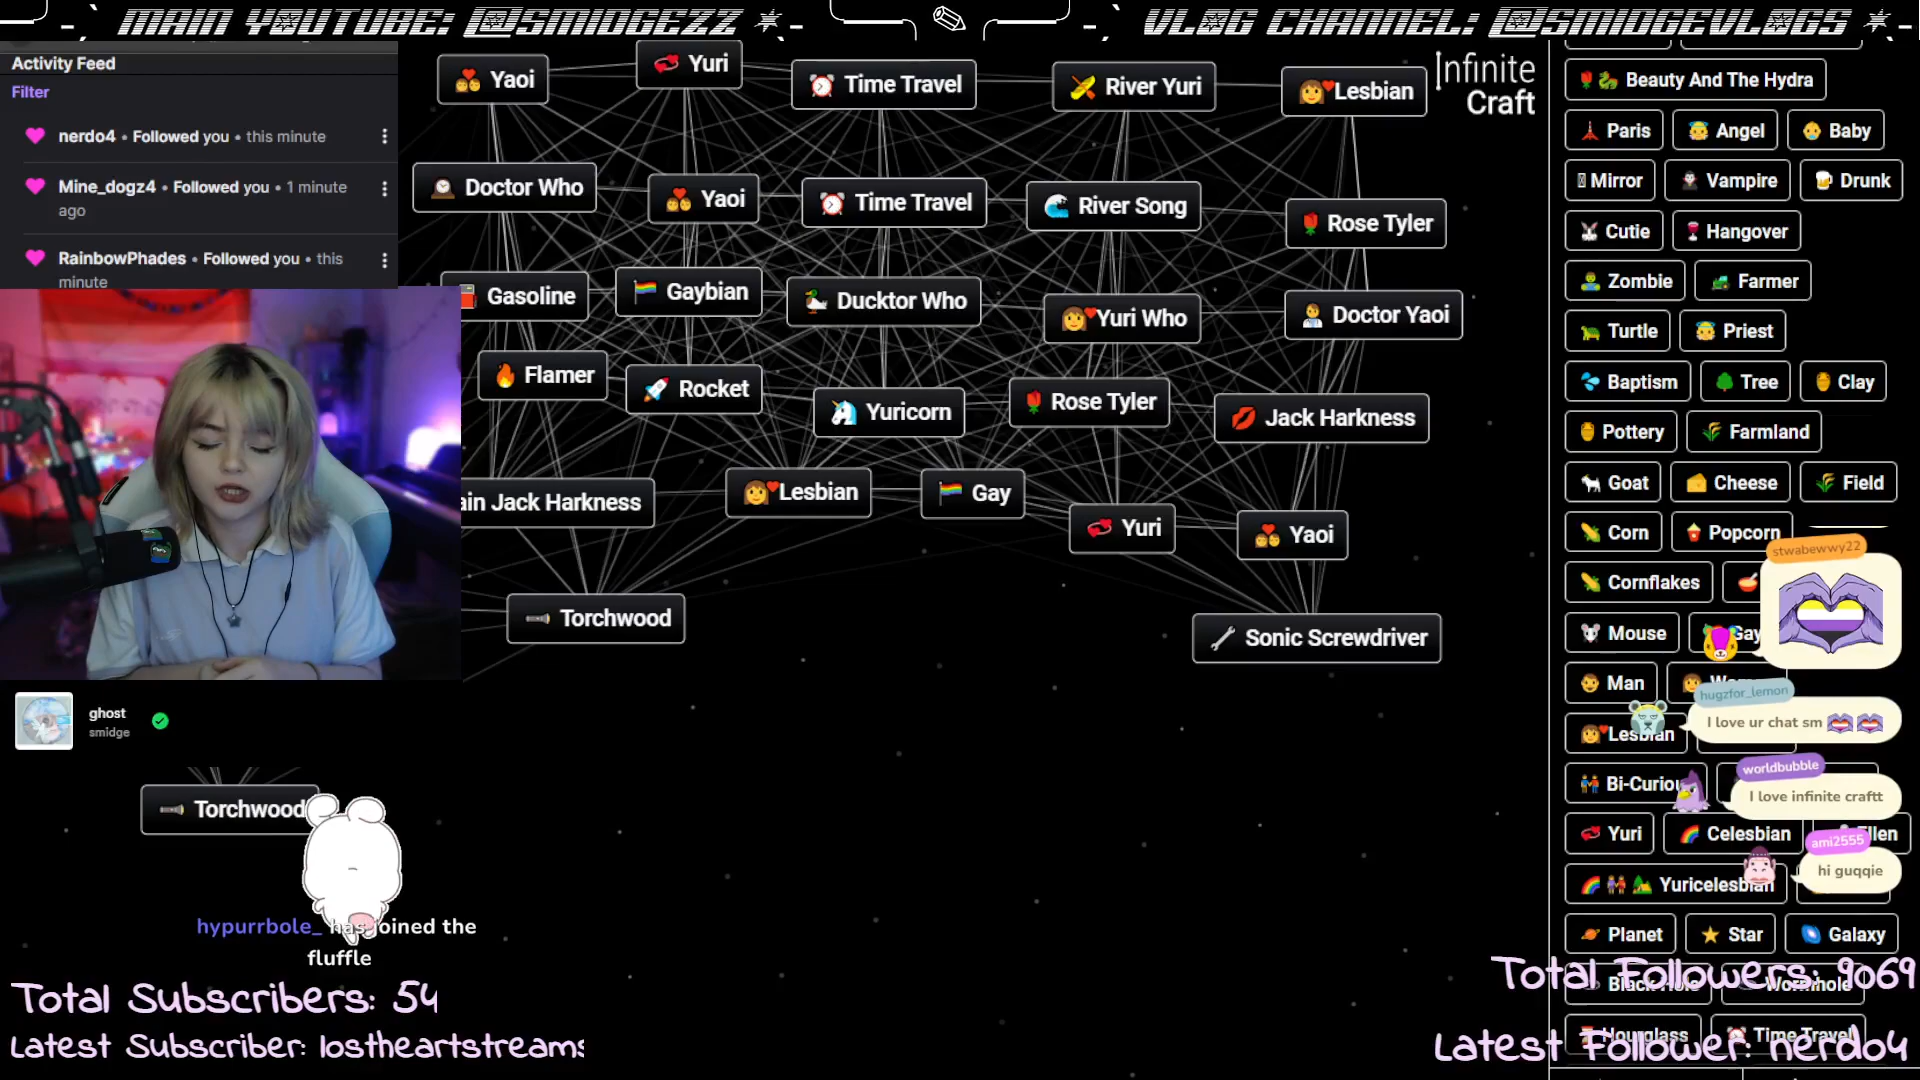 MAIN YOUTUBE: @SMIDGEZZ
VLOG CHANNEL: @SMIDGEVLOGS
Activity Feed
Filter
nerdo4 • Followed you • this minute
Mine_dogz4 • Followed you • 1 minute
ago
RainbowPhades • Followed you • this
minute
Yaoi
Yuri
Time Travel
River Yuri
Lesbian
Infinite
Craft
Doctor Who
Yaoi
Time Travel
River Song
Rose Tyler
Gasoline
Gaybian
Ducktor Who
Yuri Who
Doctor Yaoi
Flamer
Rocket
Yuricorn
Rose Tyler
Jack Harkness
ain Jack Harkness
Lesbian
Gay
Yuri
Yaoi
Torchwood
Sonic Screwdriver
ghost
smidge
Torchwood
hypurrbole_ has joined the
fluffle
Total Subscribers: 54
Latest Subscriber: lostheartstreams
Beauty And The Hydra
Paris
Angel
Baby
Mirror
Vampire
Drunk
Cutie
Hangover
Zombie
Farmer
Turtle
Priest
Baptism
Tree
Clay
Pottery
Farmland
Goat
Cheese
Field
Corn
Popcorn
stwabewwy22
Cornflakes
Mouse
Gay
Man
hugzfor_lemon
I love ur chat sm
Lesbian
worldbubble
Bi-Curiou
I love infinite craftt
Yuri
Celesbian
llen
ami2555
hi guqqie
Yuricelesbian
Planet
Star
Galaxy
Total Followers: 9069
Black Hole
Wormhole
Hourglass
Time Travel
Latest Follower: nerdo4